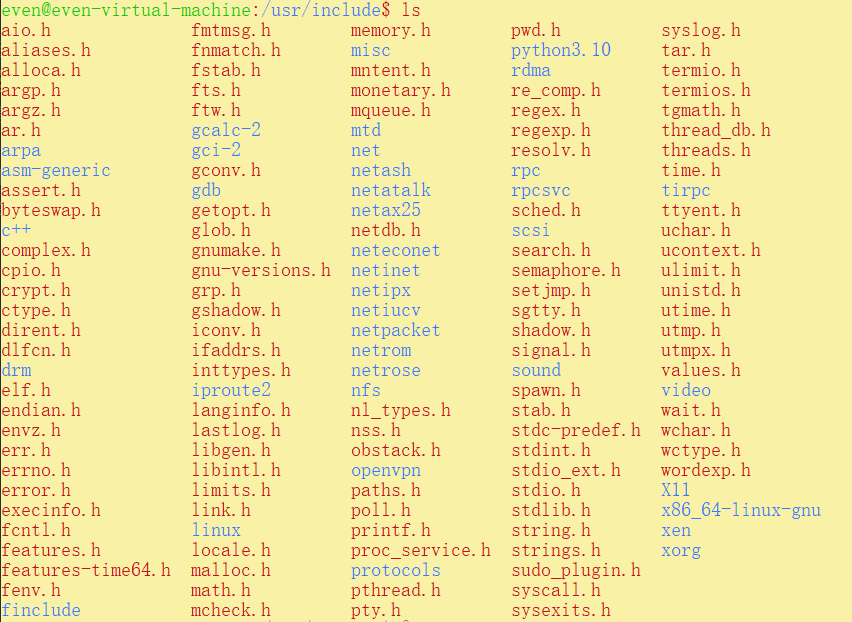 even@even-virtual-machine:/usr/include$ ls
aio.h fmtmsg.h memory.h pwd.h syslog.h
aliases.h fnmatch.h misc python3.10 tar.h
alloca.h fstab.h mntent.h rdma termio.h
argp.h fts.h monetary.h re_comp.h termios.h
argz.h ftw.h mqueue.h regex.h tgmath.h
ar.h gcalc-2 mtd regexp.h thread_db.h
arpa gci-2 net resolv.h threads.h
asm-generic gconv.h netash rpc time.h
assert.h gdb netatalk rpcsvc tirpc
byteswap.h getopt.h netax25 sched.h ttyent.h
c++ glob.h netdb.h scsi uchar.h
complex.h gnumake.h neteconet search.h ucontext.h
cpio.h gnu-versions.h netinet semaphore.h ulimit.h
crypt.h grp.h netipx setjmp.h unistd.h
ctype.h gshadow.h netiucv sgtty.h utime.h
dirent.h iconv.h netpacket shadow.h utmp.h
dlfcn.h ifaddrs.h netrom signal.h utmpx.h
drm inttypes.h netrose sound values.h
elf.h iproute2 nfs spawn.h video
endian.h langinfo.h nl_types.h stab.h wait.h
envz.h lastlog.h nss.h stdc-predef.h wchar.h
err.h libgen.h obstack.h stdint.h wctype.h
errno.h libintl.h openvpn stdio_ext.h wordexp.h
error.h limits.h paths.h stdio.h X11
execinfo.h link.h poll.h stdlib.h x86_64-linux-gnu
fcntl.h linux printf.h string.h xen
features.h locale.h proc_service.h strings.h xorg
features-time64.h malloc.h protocols sudo_plugin.h
fenv.h math.h pthread.h syscall.h
finclude mcheck.h pty.h sysexits.h